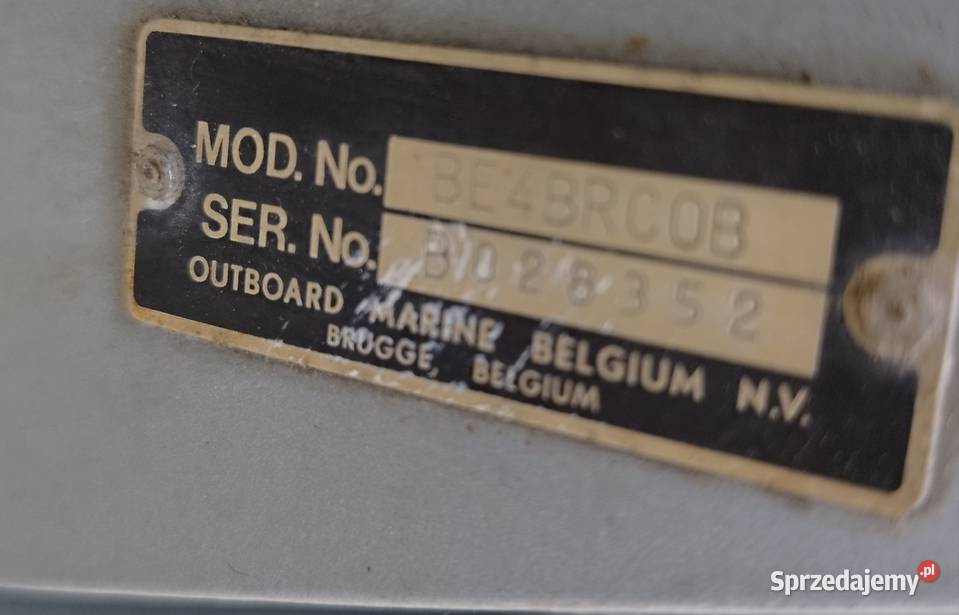 MOD. No. BE4BRCOB
SER. No. B028352
OUTBOARD MARINE BELGIUM N.V.
BRUGGE, BELGIUM
Sprzedajemy.pl